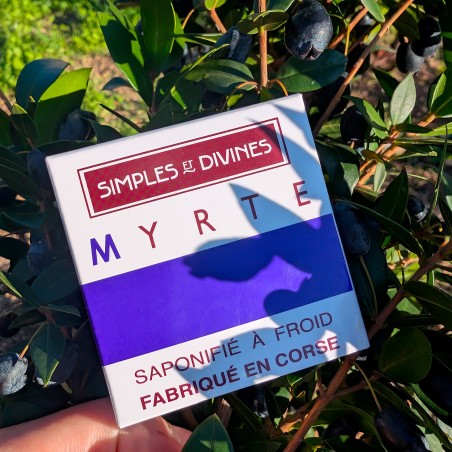 SIMPLES ET DIVINES
MYRTE
SAPONIFIÉ À FROID
FABRIQUÉ EN CORSE